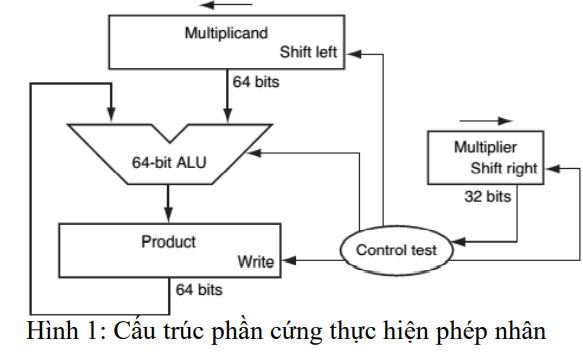 Multiplicand
Shift left
64 bits
64-bit ALU
Multiplier
Shift right
32 bits
Product
Write
Control test
64 bits
Hình 1: Cấu trúc phần cứng thực hiện phép nhân